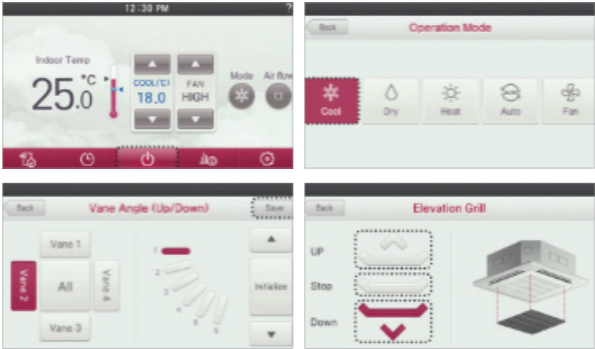 12:30 PM
?
Indoor Temp
25.0 °C
COOL(°C)
18.0
FAN
HIGH
Mode
Air flow
Back
Operation Mode
Cool
Dry
Heat
Auto
Fan
Back
Vane Angle (Up/Down)
Save
Vane 1
Vane 2
All
Vane 4
Vane 3
1
2
3
4
5
6
Initialize
Back
Elevation Grill
UP
Stop
Down